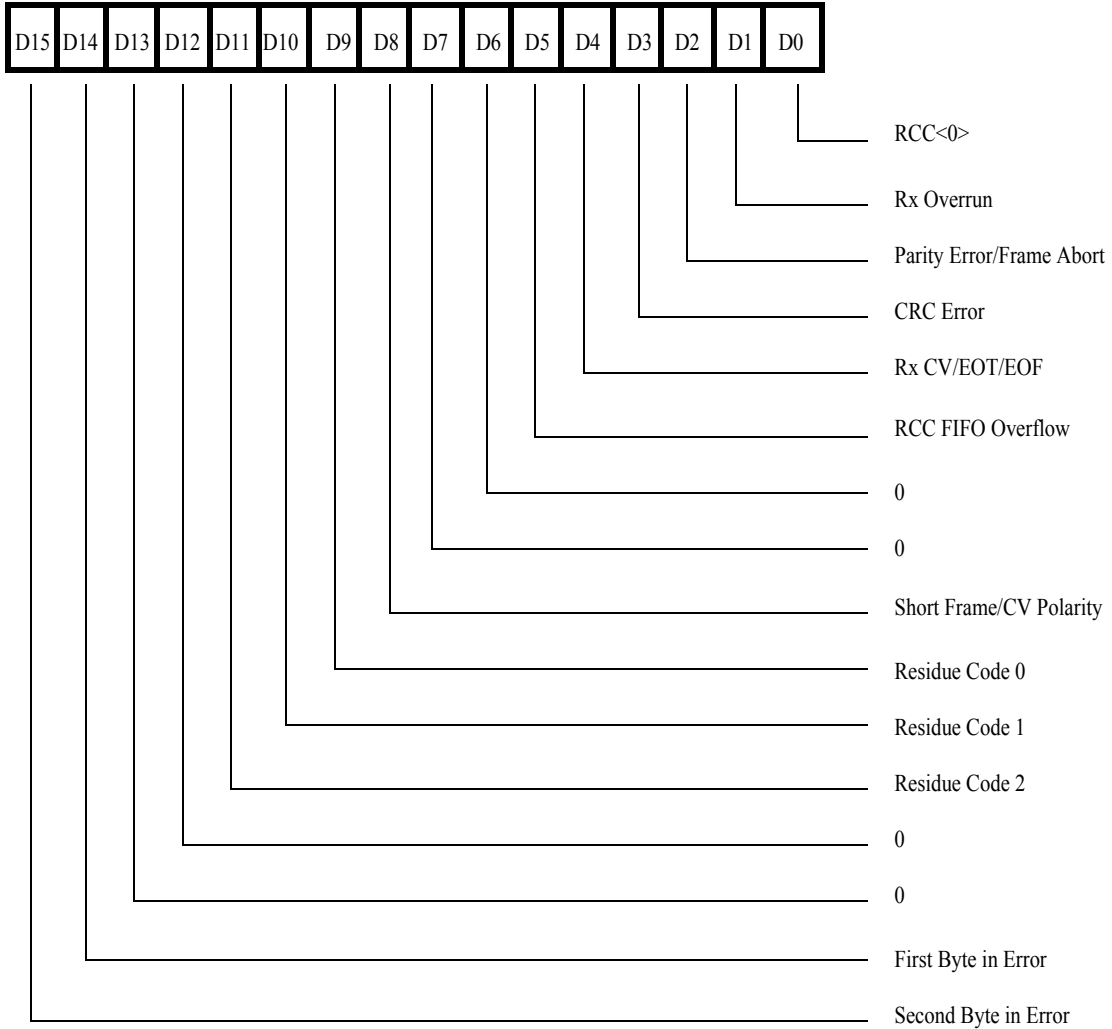 D15 D14 D13 D12 D11 D10 D9 D8 D7 D6 D5 D4 D3 D2 D1 D0
RCC<0>
Rx Overrun
Parity Error/Frame Abort
CRC Error
Rx CV/EOT/EOF
RCC FIFO Overflow
0
0
Short Frame/CV Polarity
Residue Code 0
Residue Code 1
Residue Code 2
0
0
First Byte in Error
Second Byte in Error